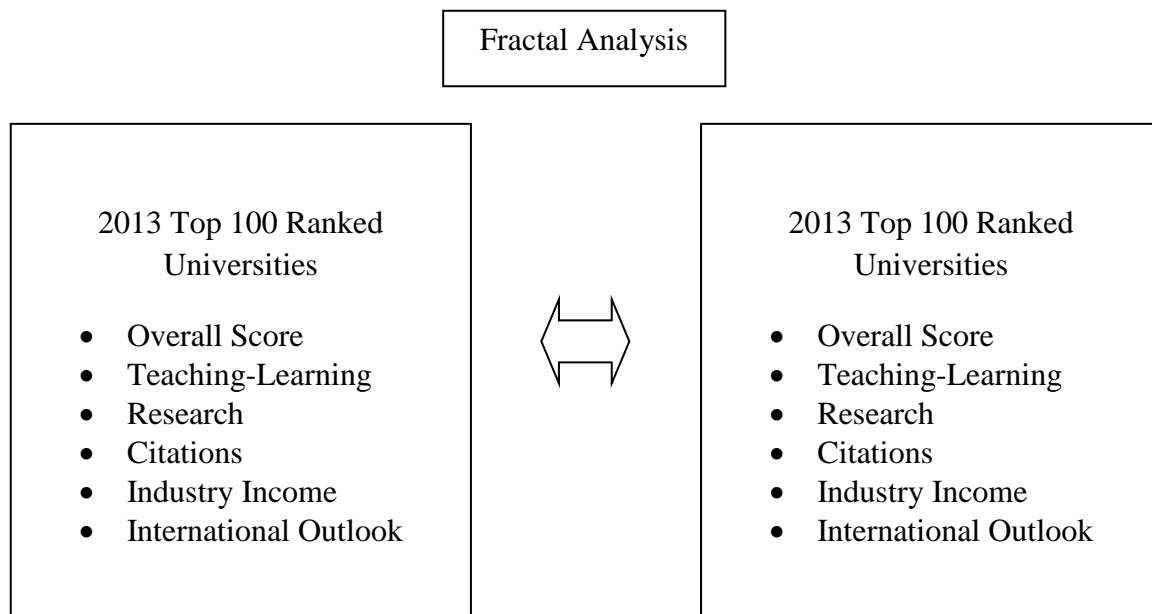 Fractal Analysis
2013 Top 100 Ranked
Universities
• Overall Score
• Teaching-Learning
• Research
• Citations
• Industry Income
• International Outlook
2013 Top 100 Ranked
Universities
• Overall Score
• Teaching-Learning
• Research
• Citations
• Industry Income
• International Outlook